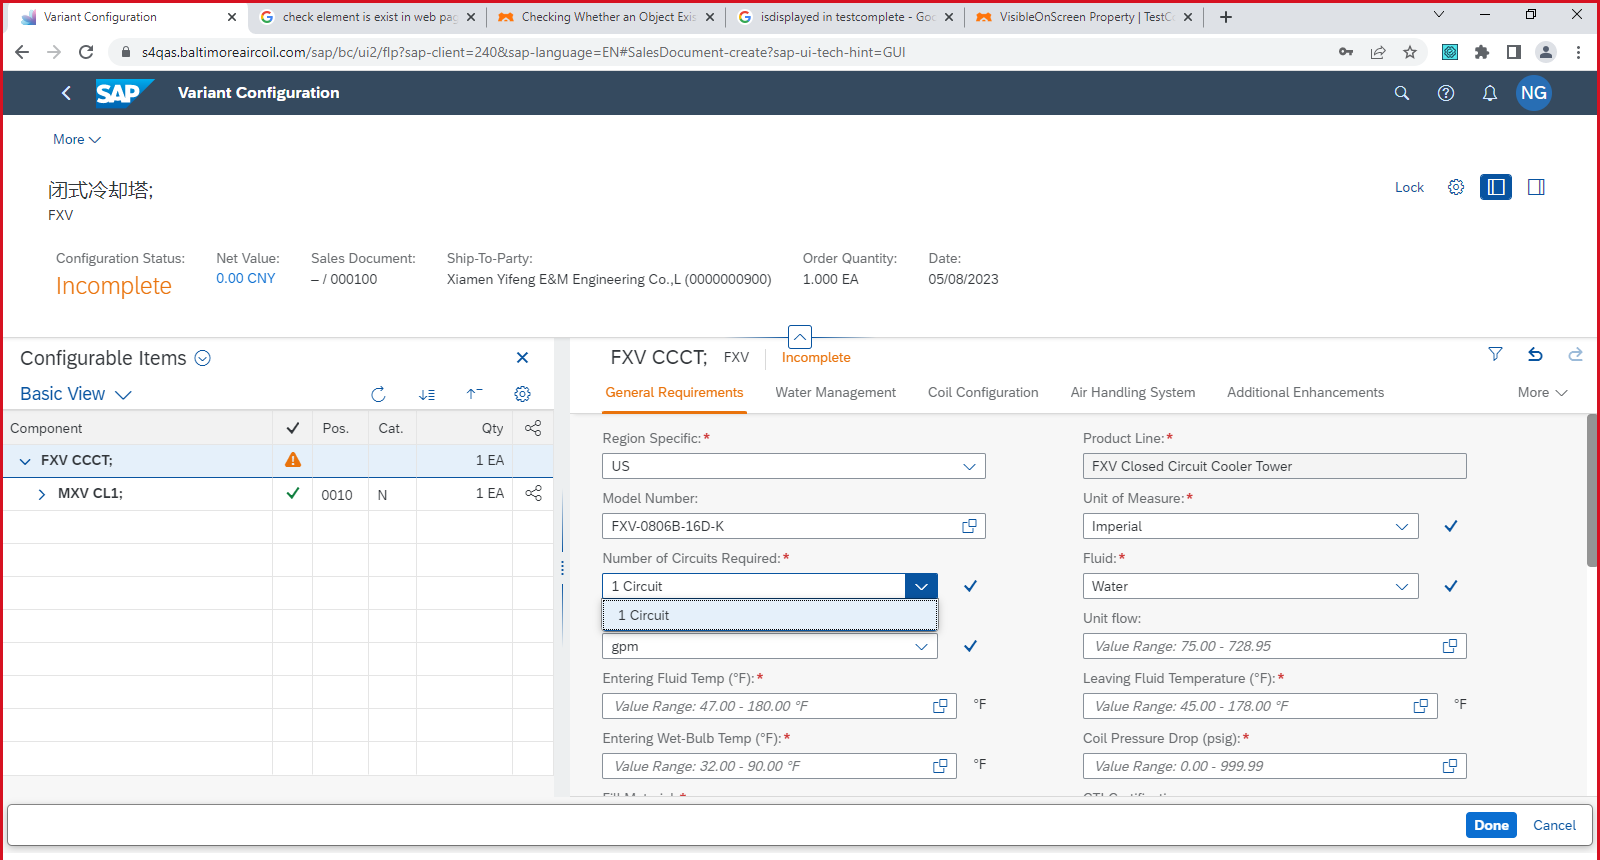 Variant Configuration
check element is exist in web pag
Checking Whether an Object Exis
isdisplayed in testcomplete - Goo
VisibleOnScreen Property | TestCo
s4qas.baltimoreaircoil.com/sap/bc/ui2/flp?sap-client=240&sap-language=EN#SalesDocument-create?sap-ui-tech-hint=GUI
SAP
Variant Configuration
NG
More
闭式冷却塔;
FXV
Lock
Configuration Status:
Incomplete
Net Value:
0.00 CNY
Sales Document:
– / 000100
Ship-To-Party:
Xiamen Yifeng E&M Engineering Co.,L (0000000900)
Order Quantity:
1.000 EA
Date:
05/08/2023
Configurable Items
Basic View
Component Pos. Cat. Qty
FXV CCCT; 1 EA
MXV CL1; 0010 N 1 EA
FXV CCCT; FXV Incomplete
General Requirements
Water Management
Coil Configuration
Air Handling System
Additional Enhancements
More
Region Specific:*
US
Product Line:*
FXV Closed Circuit Cooler Tower
Model Number:
FXV-0806B-16D-K
Unit of Measure:*
Imperial
Number of Circuits Required:*
1 Circuit
1 Circuit
Fluid:*
Water
gpm
Unit flow:
Value Range: 75.00 - 728.95
Entering Fluid Temp (°F):*
Value Range: 47.00 - 180.00 °F
°F
Leaving Fluid Temperature (°F):*
Value Range: 45.00 - 178.00 °F
°F
Entering Wet-Bulb Temp (°F):*
Value Range: 32.00 - 90.00 °F
°F
Coil Pressure Drop (psig):*
Value Range: 0.00 - 999.99
Done
Cancel